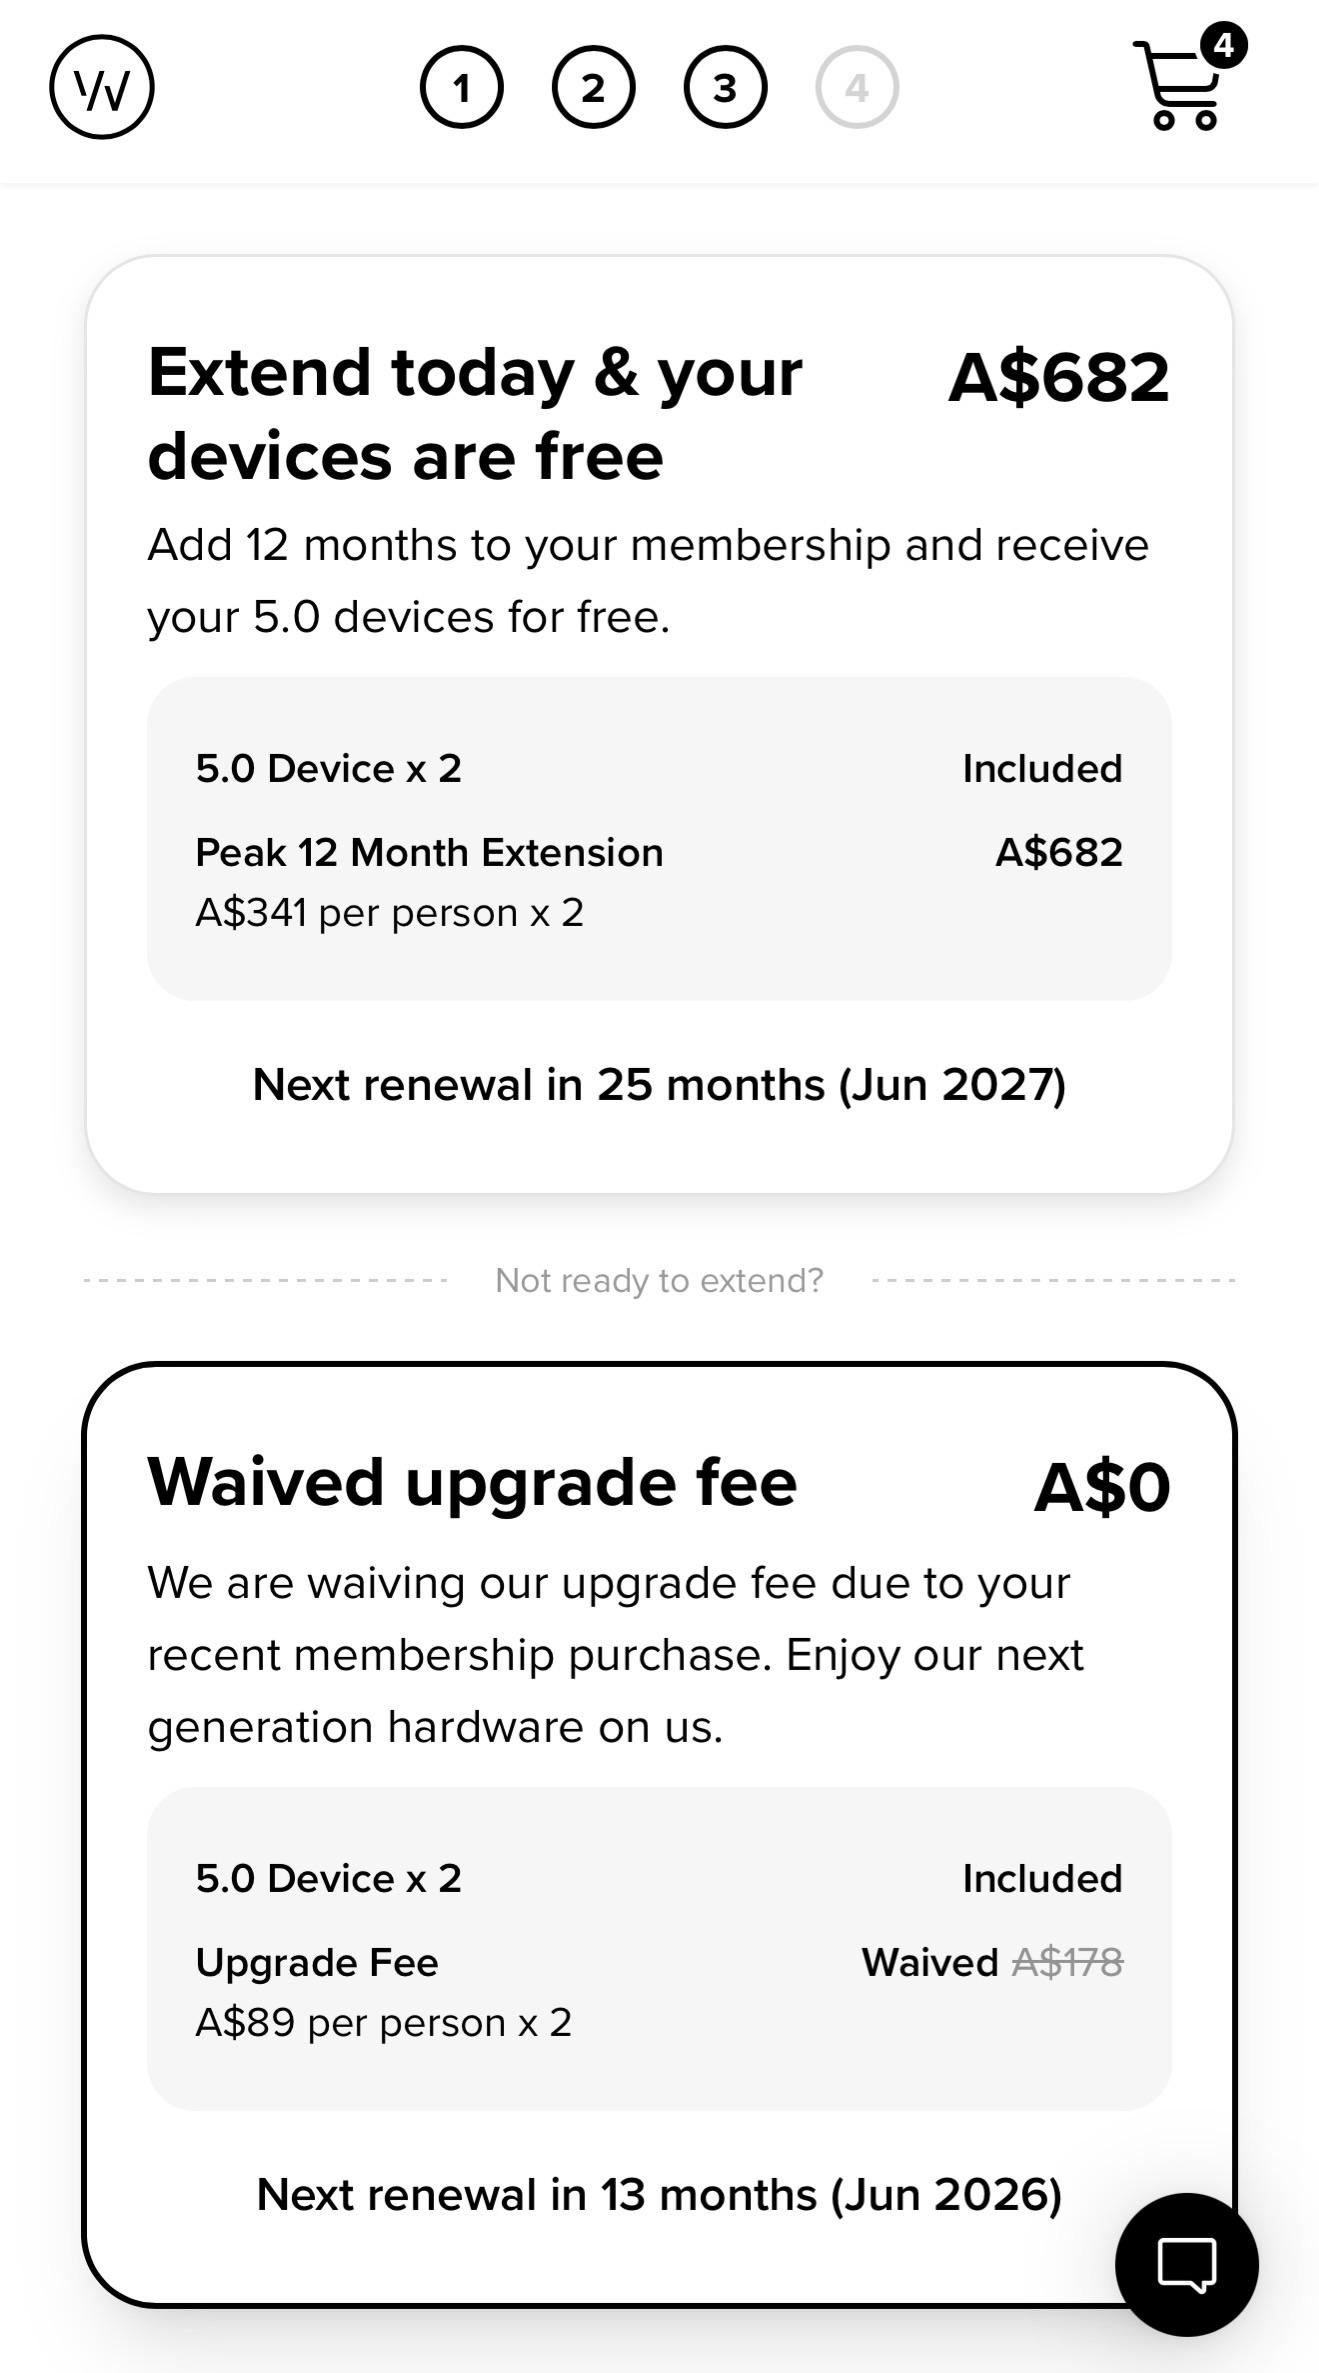 W
1 2 3 4
4
Extend today & your
devices are free
A$682
Add 12 months to your membership and receive
your 5.0 devices for free.
5.0 Device x 2 Included
Peak 12 Month Extension A$682
A$341 per person x 2
Next renewal in 25 months (Jun 2027)
Not ready to extend?
Waived upgrade fee A$0
We are waiving our upgrade fee due to your
recent membership purchase. Enjoy our next
generation hardware on us.
5.0 Device x 2 Included
Upgrade Fee Waived A$178
A$89 per person x 2
Next renewal in 13 months (Jun 2026)